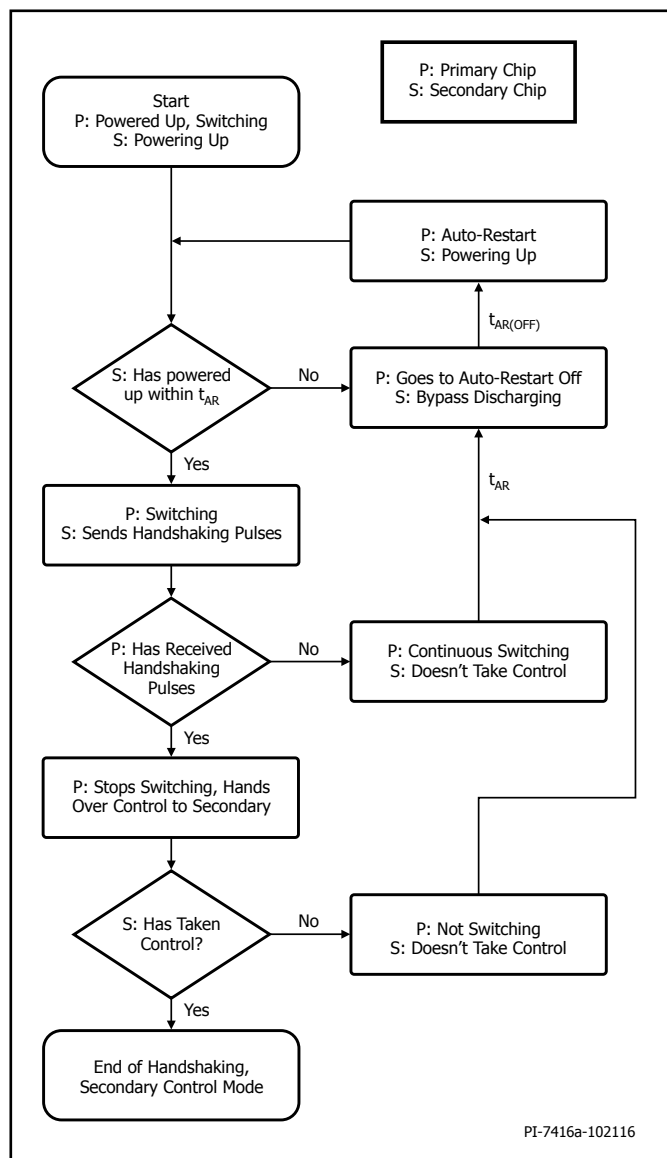 P: Primary Chip
S: Secondary Chip
Start
P: Powered Up, Switching
S: Powering Up
P: Auto-Restart
S: Powering Up
tAR(OFF)
S: Has powered
up within tAR
No
P: Goes to Auto-Restart Off
S: Bypass Discharging
Yes
tAR
P: Switching
S: Sends Handshaking Pulses
P: Has Received
Handshaking
Pulses
No
P: Continuous Switching
S: Doesn’t Take Control
Yes
P: Stops Switching, Hands
Over Control to Secondary
S: Has Taken
Control?
No
P: Not Switching
S: Doesn’t Take Control
Yes
End of Handshaking,
Secondary Control Mode
PI-7416a-102116